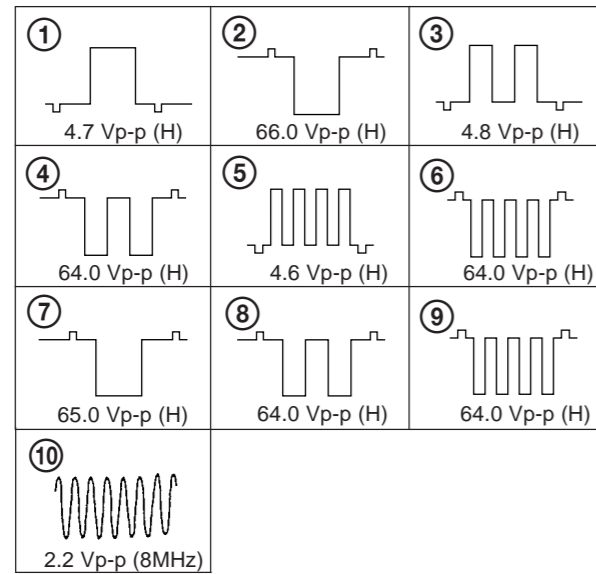 1
4.7 Vp-p (H)
2
66.0 Vp-p (H)
3
4.8 Vp-p (H)
4
64.0 Vp-p (H)
5
4.6 Vp-p (H)
6
64.0 Vp-p (H)
7
65.0 Vp-p (H)
8
64.0 Vp-p (H)
9
64.0 Vp-p (H)
10
2.2 Vp-p (8MHz)